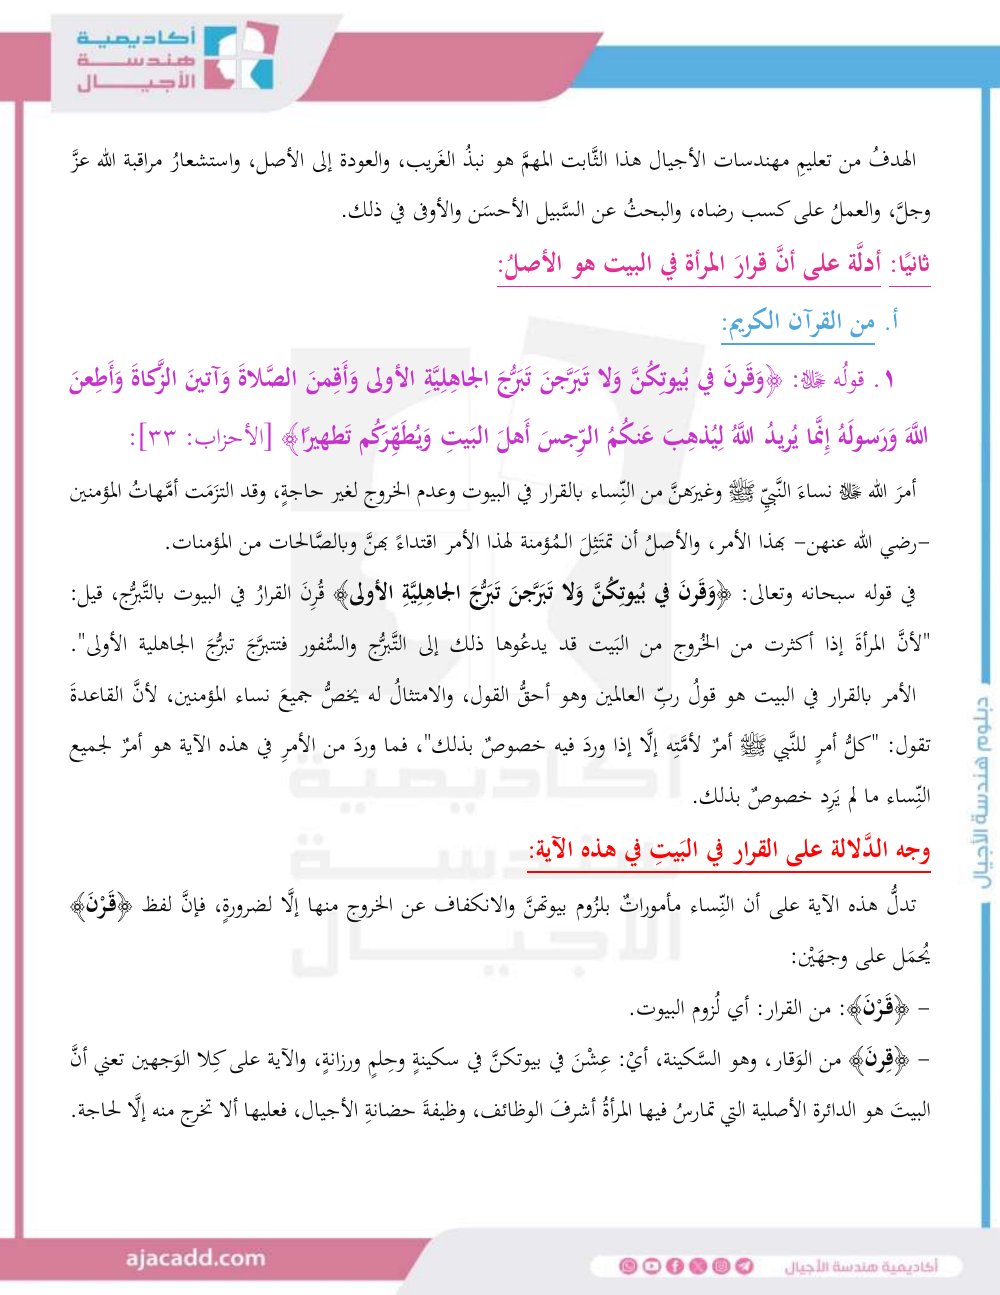 أكاديمية
هندسة
الأجيال
الهدفُ من تعليمِ مهندسات الأجيال هذا الثَّابت المهمَّ هو نبذُ الغَريب، والعودة إلى الأصل، واستشعارُ مراقبة الله عزَّ
وجلَّ، والعملُ على كسب رضاه، والبحثُ عن السَّبيل الأحسَن والأوفى في ذلك.
ثانيًا: أدلَّة على أنَّ قرارَ المرأة في البيت هو الأصلُ:
أ. من القرآن الكريم:
١. قولُه ﷻ: ﴿وَقَرنَ في بُيوتِكُنَّ وَلا تَبَرَّجنَ تَبَرُّجَ الجاهِلِيَّةِ الأولى وَأَقِمنَ الصَّلاةَ وَآتينَ الزَّكاةَ وَأَطِعنَ
اللَّهَ وَرَسولَهُ إِنَّما يُريدُ اللَّهُ لِيُذهِبَ عَنكُمُ الرِّجسَ أَهلَ البَيتِ وَيُطَهِّرَكُم تَطهيرًا﴾ [الأحزاب: ٣٣]:
أمرَ الله ﷻ نساءَ النَّبيِّ ﷺ وغيرَهنَّ من النِّساء بالقرار في البيوت وعدم الخروج لغير حاجةٍ، وقد التزَمَت أمَّهاتُ المؤمنين
–رضي الله عنهن– بهذا الأمر، والأصلُ أن تمتَثِلَ المُؤمنة لهذا الأمر اقتداءً بهنَّ وبالصَّالحات من المؤمنات.
في قوله سبحانه وتعالى: ﴿وَقَرنَ في بُيوتِكُنَّ وَلا تَبَرَّجنَ تَبَرُّجَ الجاهِلِيَّةِ الأولى﴾ قُرِنَ القرارُ في البيوت بالتَّبرُّج، قيل:
"لأنَّ المرأةَ إذا أكثرت من الخُروج من البَيت قد يدعُوها ذلك إلى التَّبرُّج والسُّفور فتتبرَّجَ تبرُّجَ الجاهلية الأولى".
الأمر بالقرار في البيت هو قولُ ربِّ العالمين وهو أحقُّ القول، والامتثالُ له يخصُّ جميعَ نساء المؤمنين، لأنَّ القاعدةَ
تقول: "كلُّ أمرٍ للنَّبي ﷺ أمرٌ لأمَّتِه إلَّا إذا وردَ فيه خصوصٌ بذلك"، فما وردَ من الأمرِ في هذه الآية هو أمرٌ لجميع
النِّساء ما لم يَرِد خصوصٌ بذلك.
وجه الدَّلالة على القرار في البَيتِ في هذه الآية:
تدلُّ هذه الآية على أن النِّساء مأموراتٌ بلزُوم بيوتهنَّ والانكفاف عن الخروج منها إلَّا لضرورةٍ، فإنَّ لفظ ﴿قَرْنَ﴾
يُحمَل على وجهَيْن:
– ﴿قَرْنَ﴾: من القرار: أي لُزوم البيوت.
– ﴿قِرنَ﴾ من الوَقار، وهو السَّكينة، أيْ: عِشْنَ في بيوتكنَّ في سكينةٍ وحِلمٍ ورزانةٍ، والآية على كِلا الوَجهين تعني أنَّ
البيتَ هو الدائرة الأصلية التي تمارسُ فيها المرأةُ أشرفَ الوظائف، وظيفةَ حضانةِ الأجيال، فعليها ألا تخرج منه إلَّا لحاجة.
دبلوم هندسة الأجيال
أكاديمية
هندسة
الأجيال
ajacadd.com
أكاديمية هندسة الأجيال